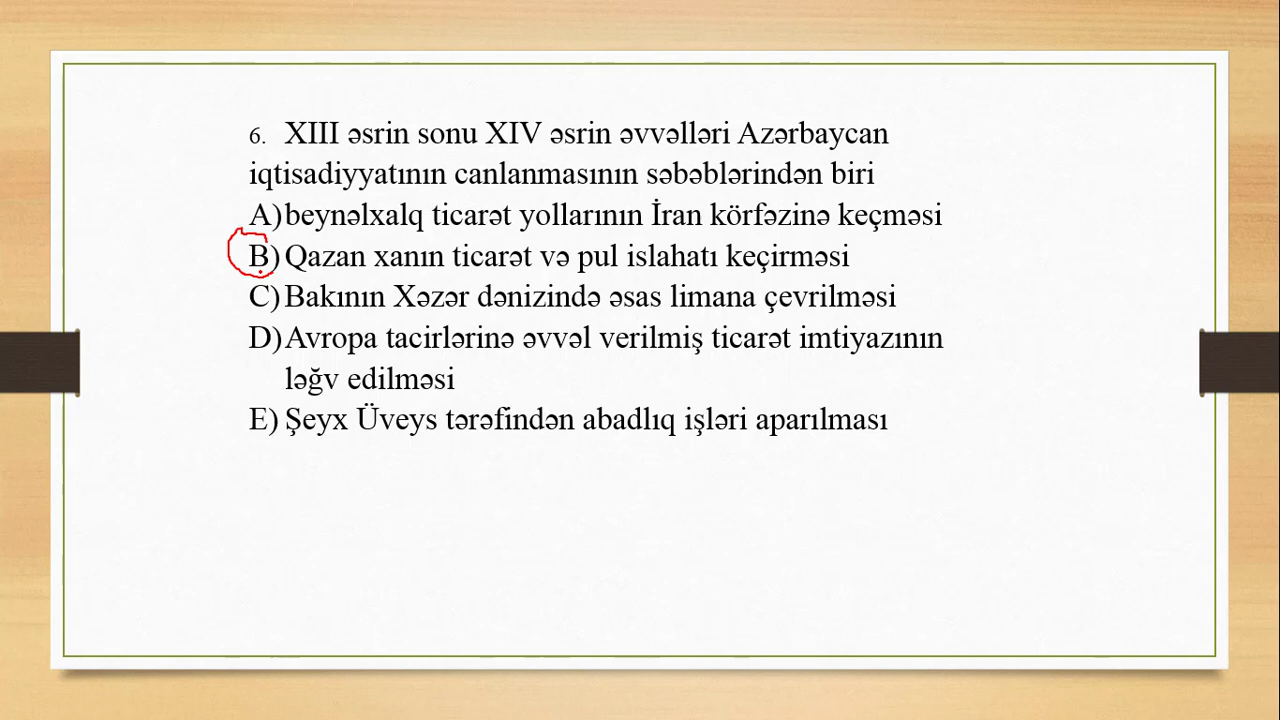 6. XIII əsrin sonu XIV əsrin əvvəlləri Azərbaycan
iqtisadiyyatının canlanmasının səbəblərindən biri
A) beynəlxalq ticarət yollarının İran körfəzinə keçməsi
B) Qazan xanın ticarət və pul islahatı keçirməsi
C) Bakının Xəzər dənizində əsas limana çevrilməsi
D) Avropa tacirlərinə əvvəl verilmiş ticarət imtiyazının
ləğv edilməsi
E) Şeyx Üveys tərəfindən abadlıq işləri aparılması